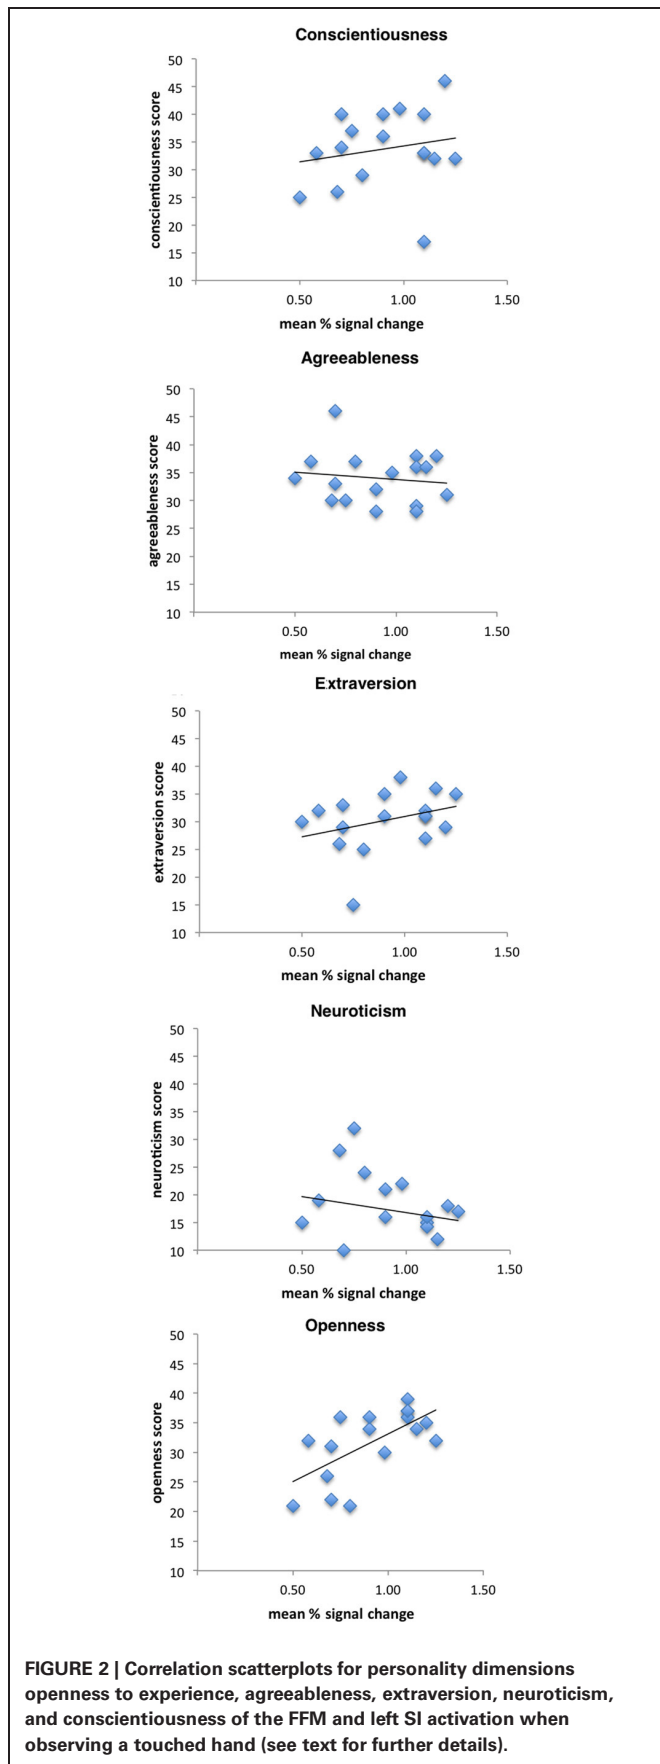 Conscientiousness
50
45
40
35
30
25
20
15
10
conscientiousness score
0.50 1.00 1.50
mean % signal change
Agreeableness
50
45
40
35
30
25
20
15
10
agreeableness score
0.50 1.00 1.50
mean % signal change
Extraversion
50
45
40
35
30
25
20
15
10
extraversion score
0.50 1.00 1.50
mean % signal change
Neuroticism
50
45
40
35
30
25
20
15
10
neuroticism score
0.50 1.00 1.50
mean % signal change
Openness
50
45
40
35
30
25
20
15
10
openness score
0.50 1.00 1.50
mean % signal change
FIGURE 2 | Correlation scatterplots for personality dimensions
openness to experience, agreeableness, extraversion, neuroticism,
and conscientiousness of the FFM and left SI activation when
observing a touched hand (see text for further details).